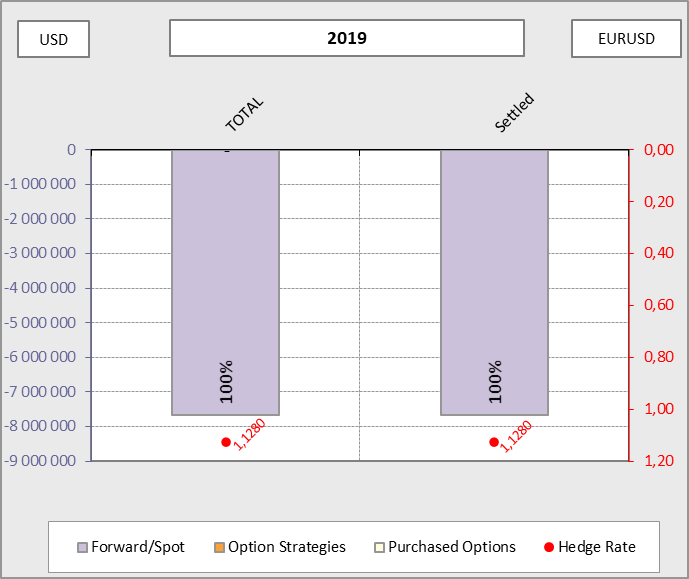 USD
2019
EURUSD
TOTAL
Settled
0
-1 000 000
-2 000 000
-3 000 000
-4 000 000
-5 000 000
-6 000 000
-7 000 000
-8 000 000
-9 000 000
100%
100%
1,1280
1,1280
0,00
0,20
0,40
0,60
0,80
1,00
1,20
Forward/Spot
Option Strategies
Purchased Options
Hedge Rate